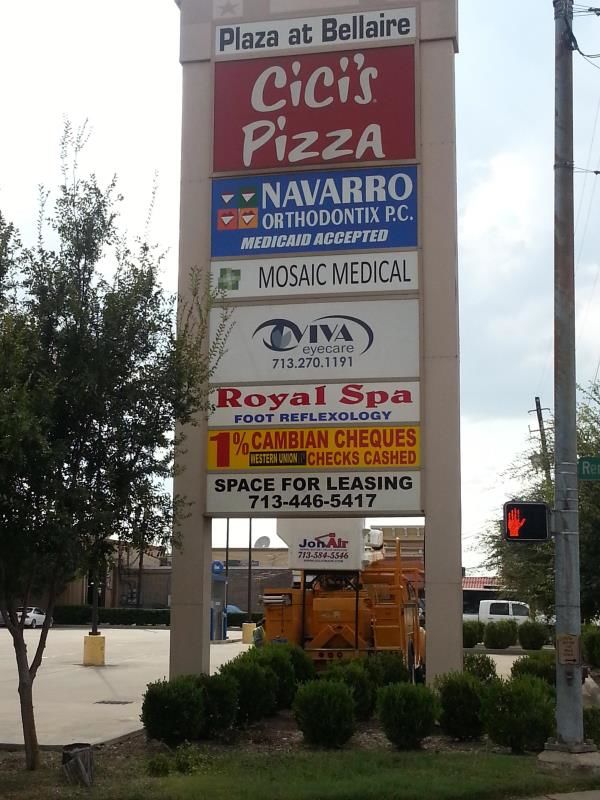 Plaza at Bellaire
CiCi's
Pizza
NAVARRO
ORTHODONTIX P.C.
MEDICAID ACCEPTED
MOSAIC MEDICAL
VIVA
eyecare
713.270.1191
Royal Spa
FOOT REFLEXOLOGY
1% CAMBIAN CHEQUES
WESTERN UNION CHECKS CASHED
SPACE FOR LEASING
713-446-5417
JohAir
713-584-5546
Re